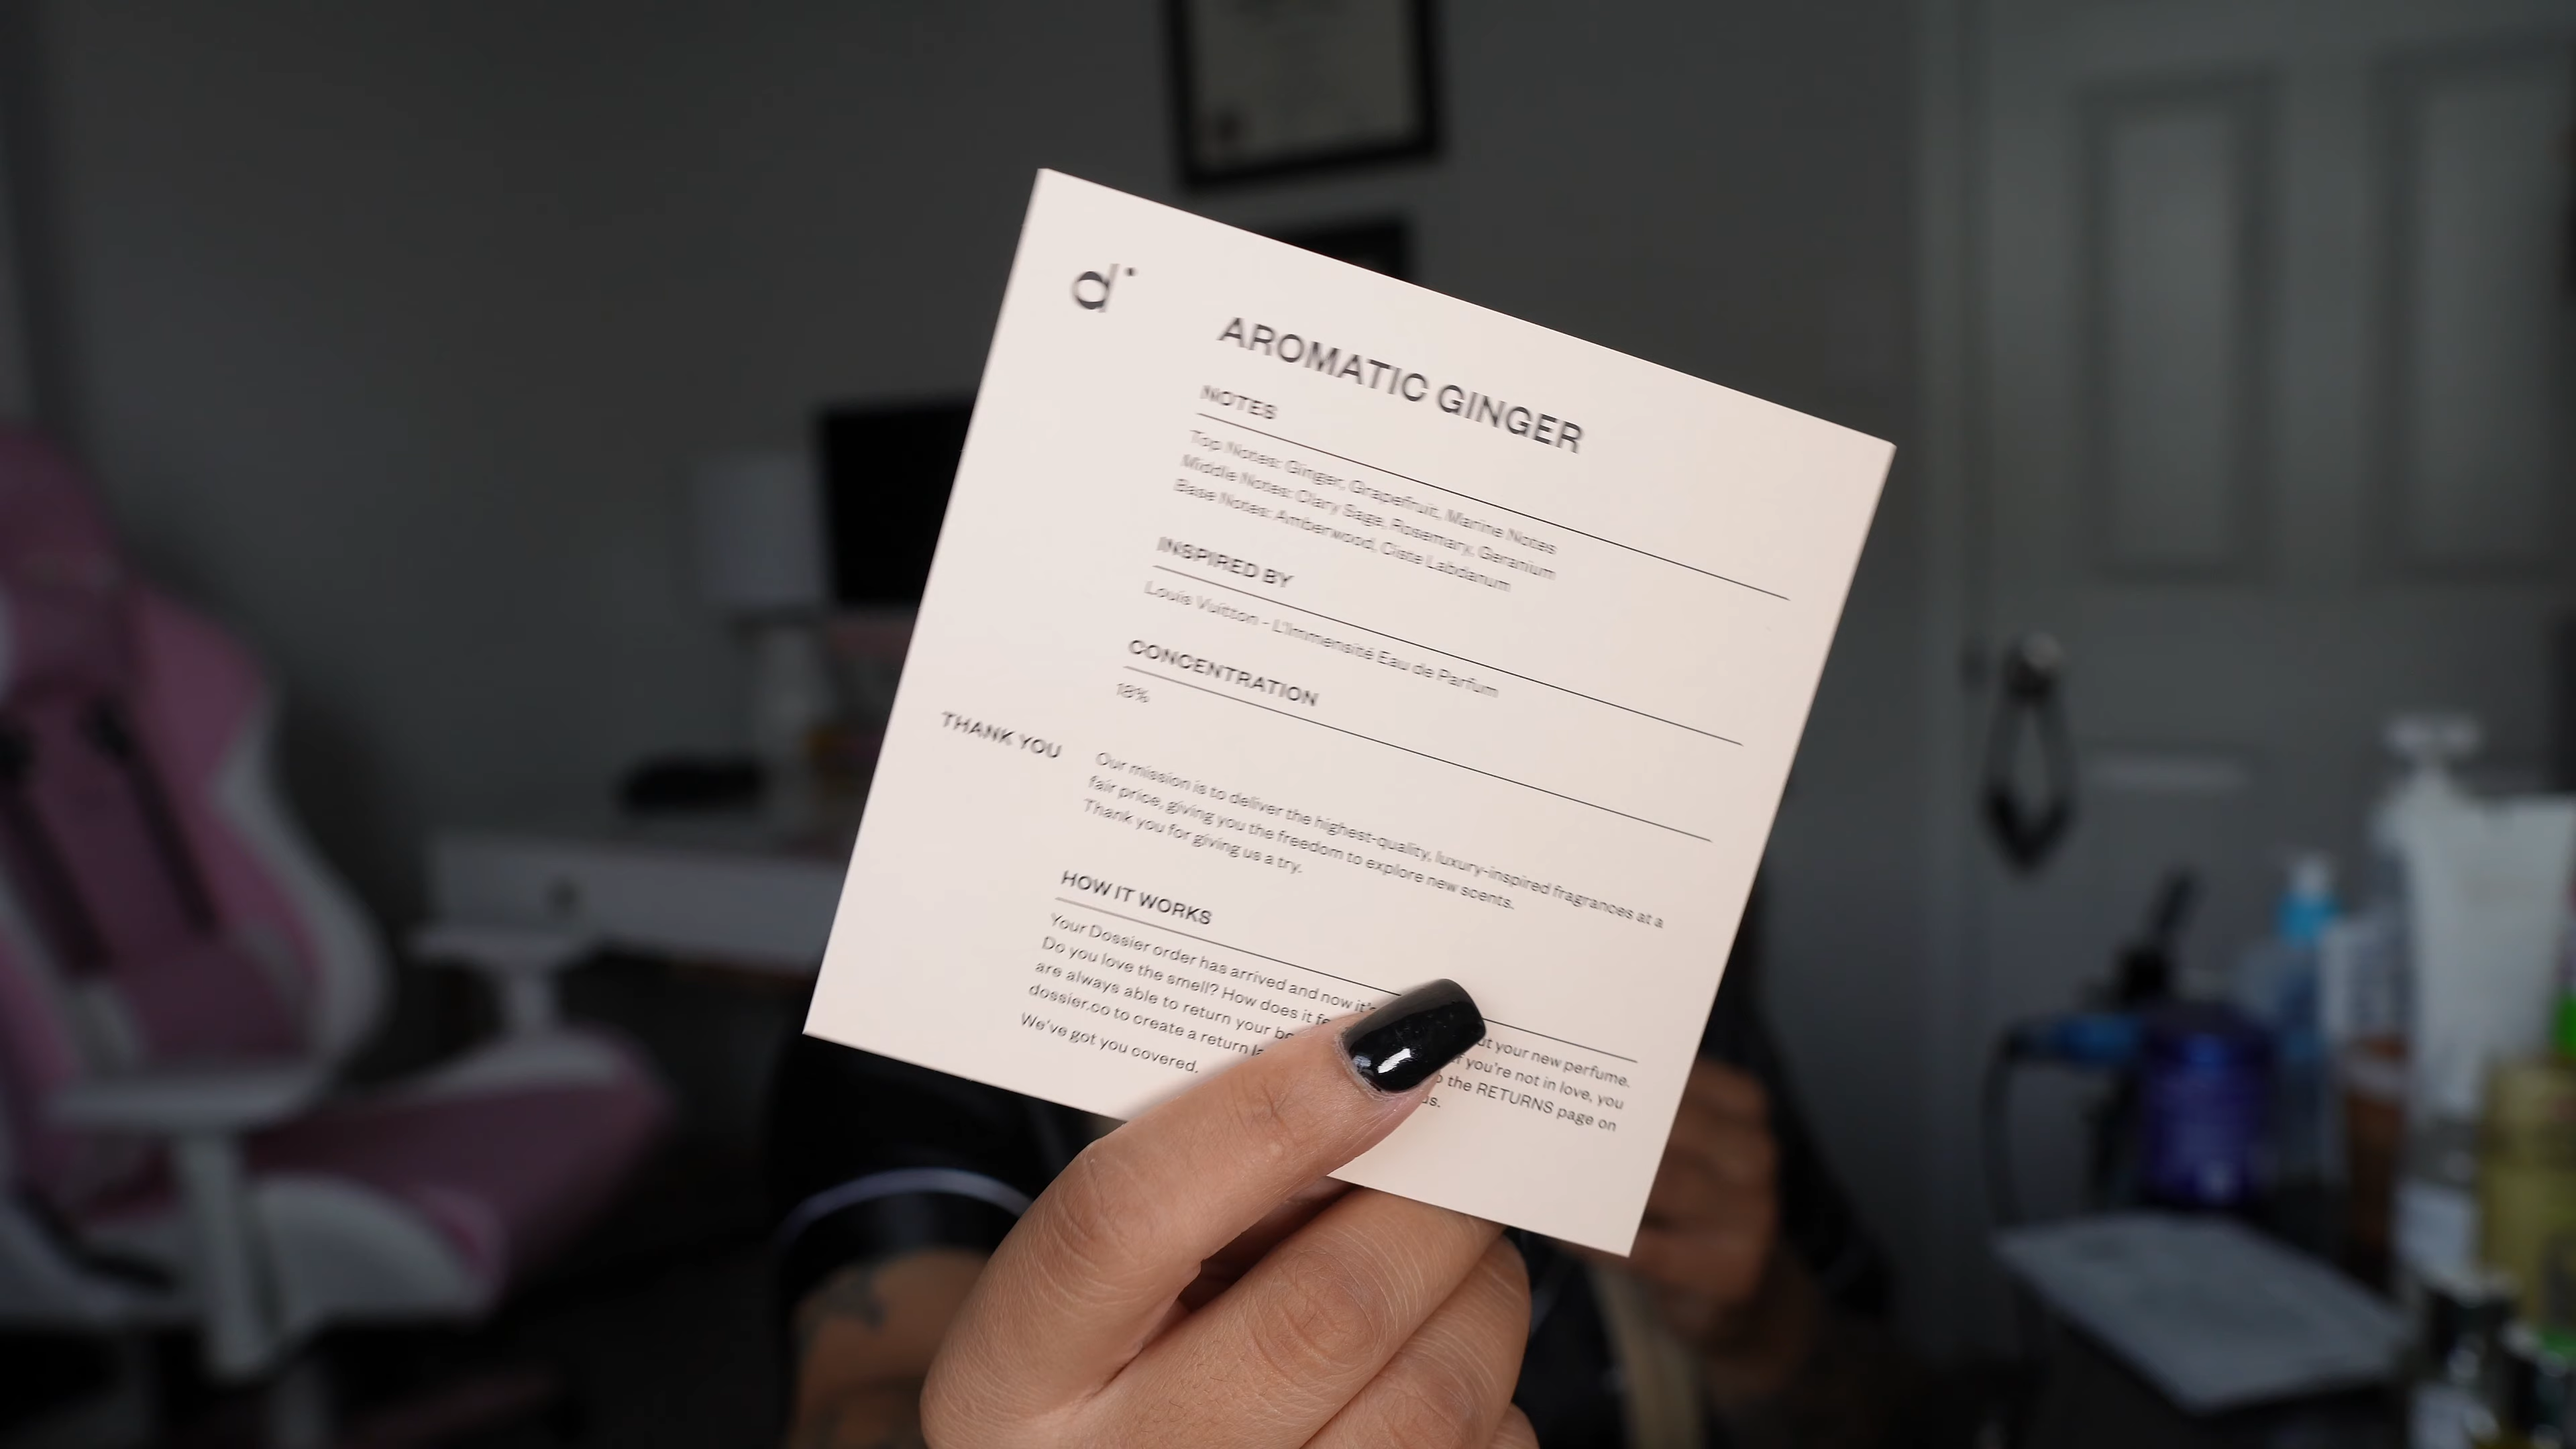 d'
AROMATIC GINGER
NOTES
Top Notes: Ginger, Grapefruit, Marine Notes
Middle Notes: Clary Sage, Rosemary, Geranium
Base Notes: Amberwood, Ciste Labdanum
INSPIRED BY
Louis Vuitton - L'Immensité Eau de Parfum
CONCENTRATION
18%
THANK YOU
Our mission is to deliver the highest-quality, luxury-inspired fragrances at a
fair price, giving you the freedom to explore new scents.
Thank you for giving us a try.
HOW IT WORKS
Your Dossier order has arrived and now it's ut your new perfume.
Do you love the smell? How does it fe f you're not in love, you
are always able to return your bo o the RETURNS page on
dossier.co to create a return la us.
We've got you covered.